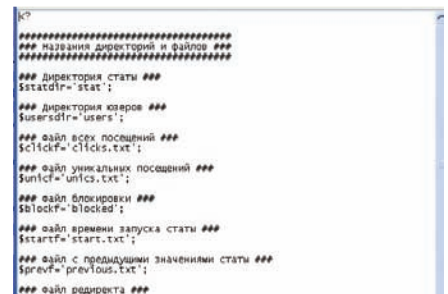 <?
###################################
### Названия директорий и файлов ###
###################################
### Директория статы ###
$statdir='stat';
### Директория юзеров ###
$usersdir='users';
### Файл всех посещений ###
$clickf='clicks.txt';
### Файл уникальных посещений ###
$unicf='unics.txt';
### Файл блокировки ###
$blockf='blocked';
### Файл времени запуска статы ###
$startf='start.txt';
### Файл с предыдущими значениями статы ###
$prevf='previous.txt';
### Файл редиректа ###